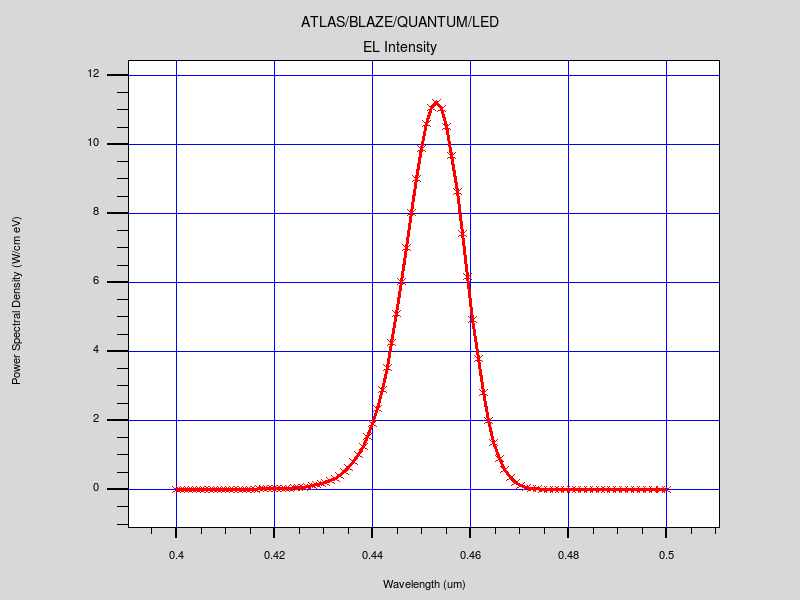 ATLAS/BLAZE/QUANTUM/LED
EL Intensity
Power Spectral Density (W/cm eV)
12
10
8
6
4
2
0
0.4 0.42 0.44 0.46 0.48 0.5
Wavelength (um)